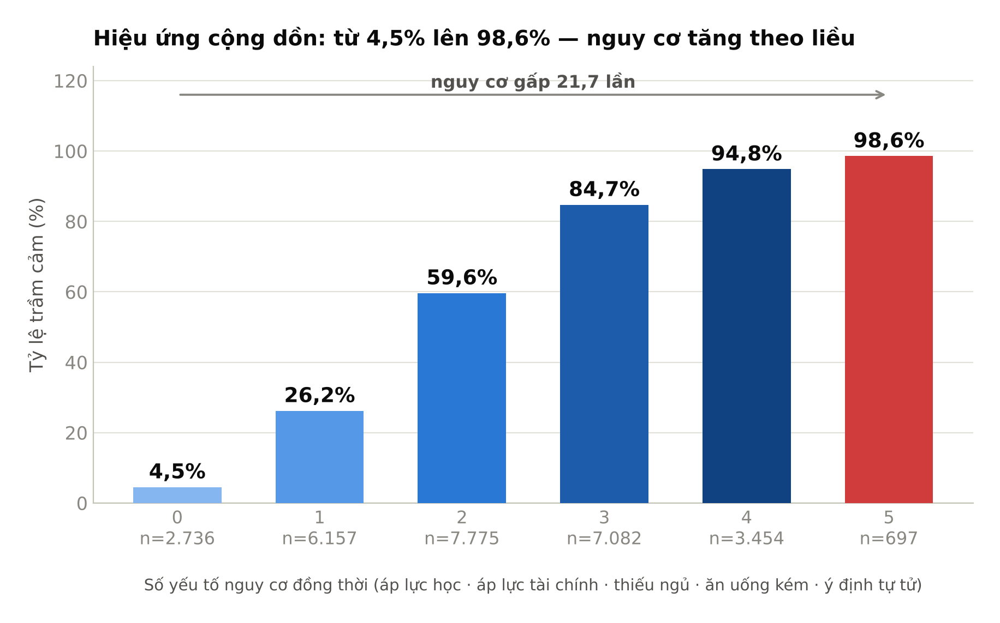 Hiệu ứng cộng dồn: từ 4,5% lên 98,6% — nguy cơ tăng theo liều
nguy cơ gấp 21,7 lần
Tỷ lệ trầm cảm (%)
120
100
80
60
40
20
0
4,5%
26,2%
59,6%
84,7%
94,8%
98,6%
0 1 2 3 4 5
n=2.736 n=6.157 n=7.775 n=7.082 n=3.454 n=697
Số yếu tố nguy cơ đồng thời (áp lực học · áp lực tài chính · thiếu ngủ · ăn uống kém · ý định tự tử)